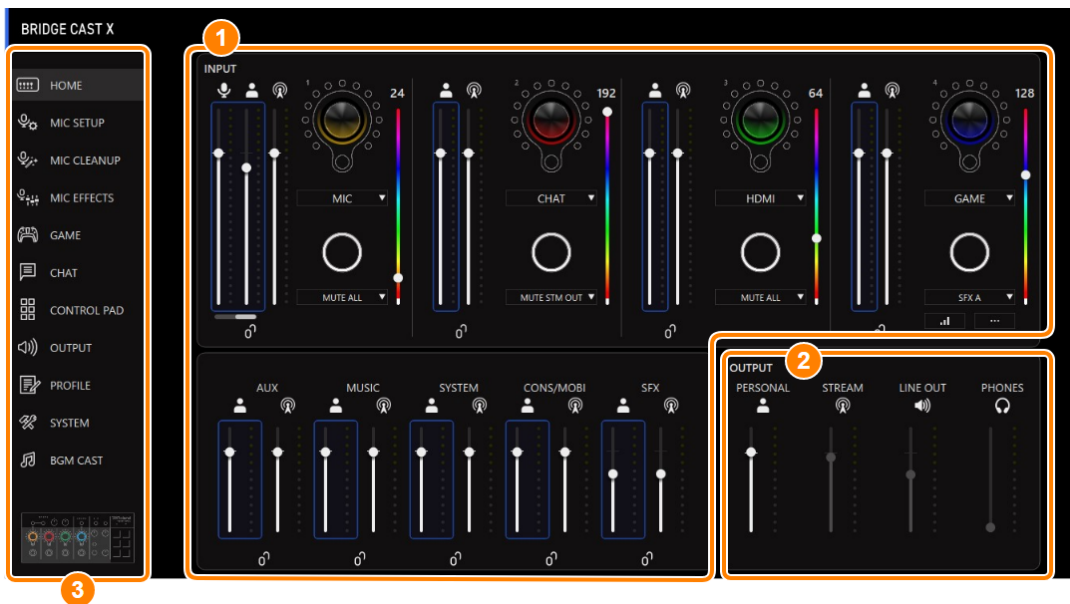 BRIDGE CAST X
1
INPUT
1
24
2
192
3
64
4
128
HOME
MIC SETUP
MIC CLEANUP
MIC EFFECTS
GAME
CHAT
CONTROL PAD
OUTPUT
PROFILE
SYSTEM
BGM CAST
3
MIC
CHAT
HDMI
GAME
MUTE ALL
MUTE STM OUT
MUTE ALL
SFX A
...
AUX
MUSIC
SYSTEM
CONS/MOBI
SFX
2
OUTPUT
PERSONAL
STREAM
LINE OUT
PHONES